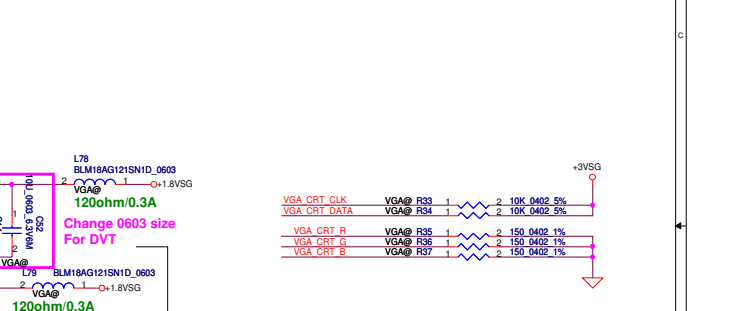 C
L78
BLM18AG121SN1D_0603
2
1
+1.8VSG
VGA@
120ohm/0.3A
Change 0603 size
For DVT
10U_0603_6.3V6M
C52
1
2
VGA@
L79
BLM18AG121SN1D_0603
2
1
+1.8VSG
VGA@
120ohm/0.3A
+3VSG
VGA_CRT_CLK VGA@ R33 1 2 10K_0402_5%
VGA_CRT_DATA VGA@ R34 1 2 10K_0402_5%
VGA_CRT_R VGA@ R35 1 2 150_0402_1%
VGA_CRT_G VGA@ R36 1 2 150_0402_1%
VGA_CRT_B VGA@ R37 1 2 150_0402_1%